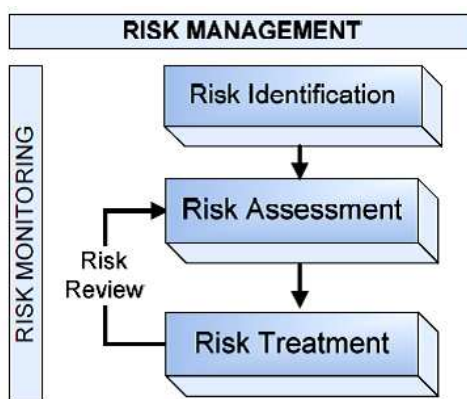 RISK MANAGEMENT
RISK MONITORING
Risk Identification
Risk Assessment
Risk
Review
Risk Treatment